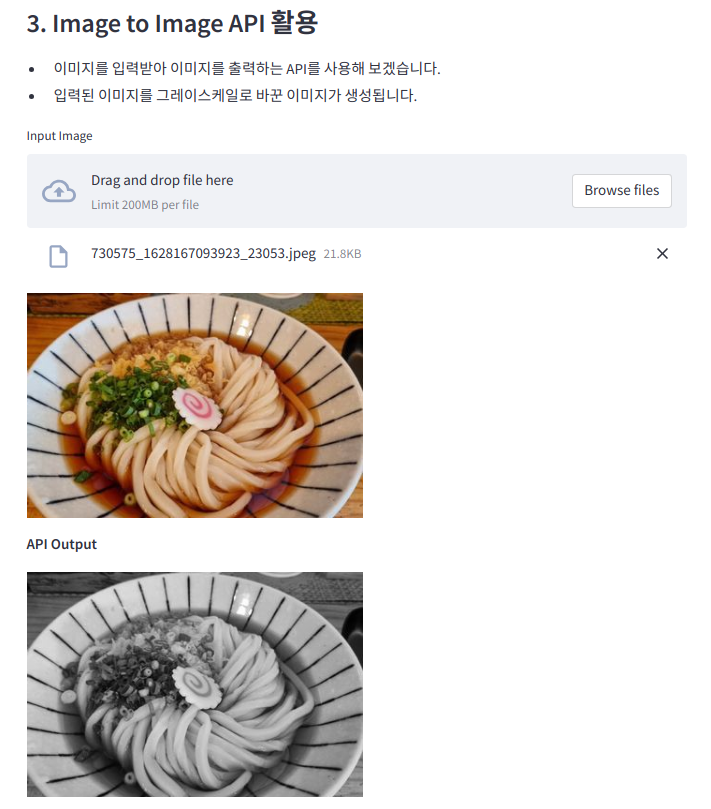 3. Image to Image API 활용
이미지를 입력받아 이미지를 출력하는 API를 사용해 보겠습니다.
입력된 이미지를 그레이스케일로 바꾼 이미지가 생성됩니다.
Input Image
Drag and drop file here
Limit 200MB per file
Browse files
730575_1628167093923_23053.jpeg 21.8KB
API Output